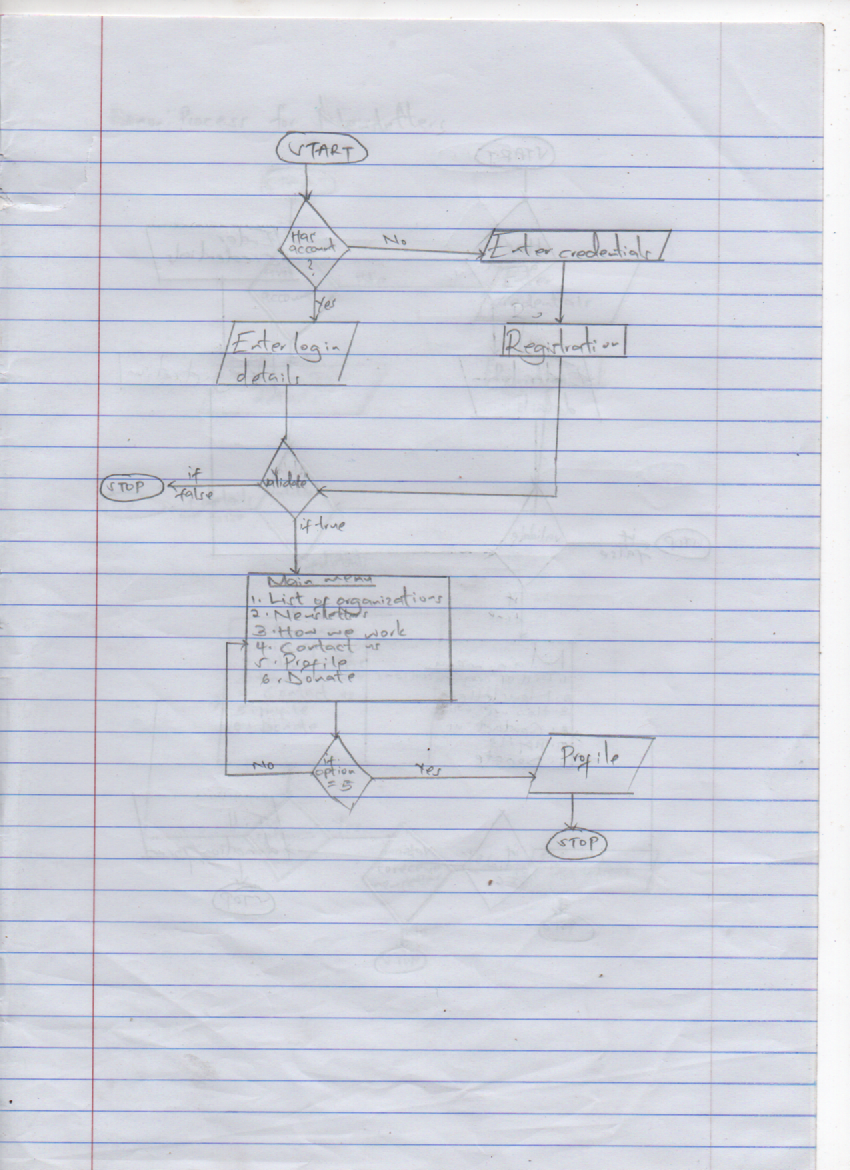 START
Has
account
?
No
Enter credentials
Yes
Enter login
details
Registration
STOP
if
false
validate
if true
Main menu
1. List of organizations
2. Newsletters
3. How we work
4. Contact us
5. Profile
6. Donate
No
if
option
= 5
Yes
Profile
STOP